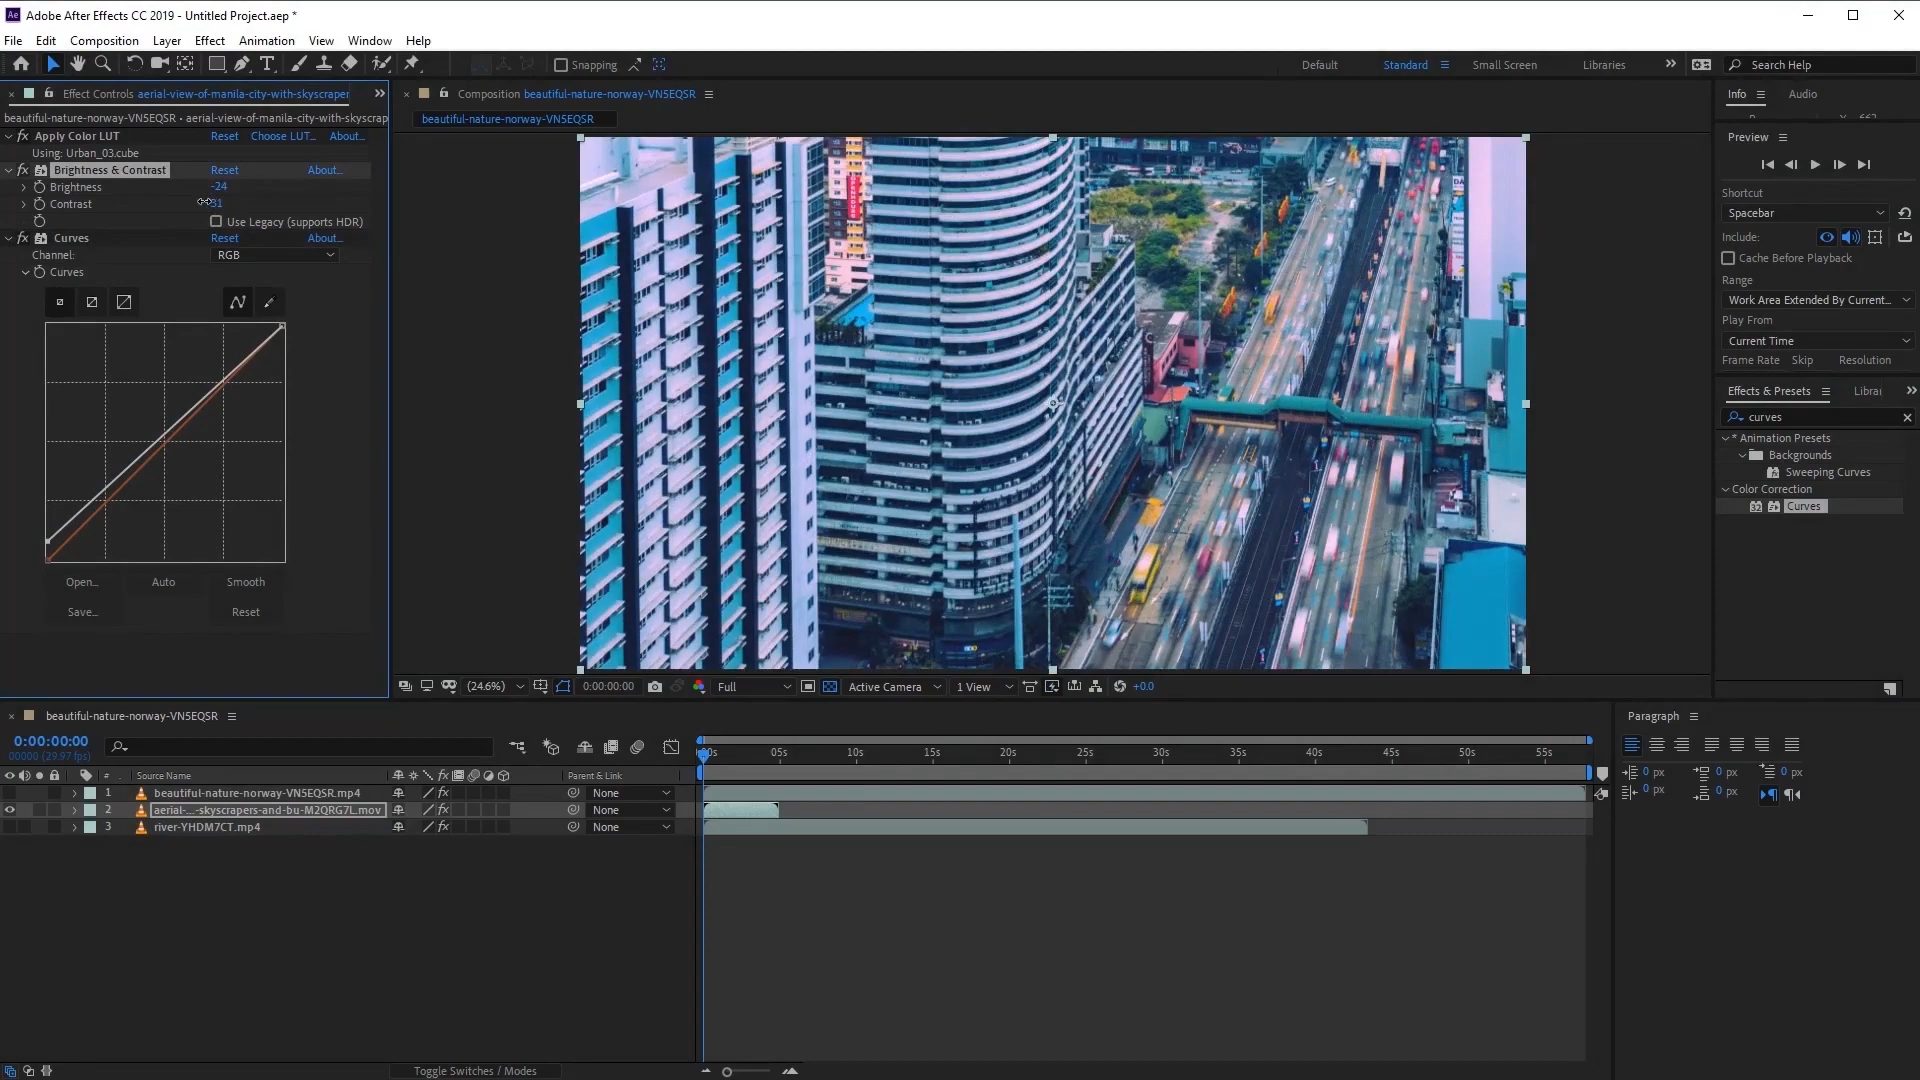 Adobe After Effects CC 2019 - Untitled Project.aep *
File Edit Composition Layer Effect Animation View Window Help
Snapping
Default Standard Small Screen Libraries Search Help
Effect Controls aerial-view-of-manila-city-with-skyscraper
beautiful-nature-norway-VN5EQSR • aerial-view-of-manila-city-with-skyscrap
fx Apply Color LUT Reset Choose LUT... About...
Using: Urban_03.cube
fx Brightness & Contrast Reset About...
Brightness -24
Contrast 31
Use Legacy (supports HDR)
fx Curves Reset About...
Channel: RGB
Curves
Open... Auto Smooth
Save... Reset
Composition beautiful-nature-norway-VN5EQSR
beautiful-nature-norway-VN5EQSR
(24.6%) 0:00:00:00 Full Active Camera 1 View +0.0
Info Audio
Preview
Shortcut
Spacebar
Include:
Cache Before Playback
Range
Work Area Extended By Current...
Play From
Current Time
Frame Rate Skip Resolution
Effects & Presets Librar
curves
* Animation Presets
Backgrounds
Sweeping Curves
Color Correction
32 Curves
beautiful-nature-norway-VN5EQSR
0:00:00:00
00000 (29.97 fps)
05s 10s 15s 20s 25s 30s 35s 40s 45s 50s 55s
# Source Name fx Parent & Link
1 beautiful-nature-norway-VN5EQSR.mp4 fx None
2 aerial-...-skyscrapers-and-bu-M2QRG7L.mov fx None
3 river-YHDM7CT.mp4 fx None
Toggle Switches / Modes
Paragraph
0 px 0 px 0 px
0 px 0 px